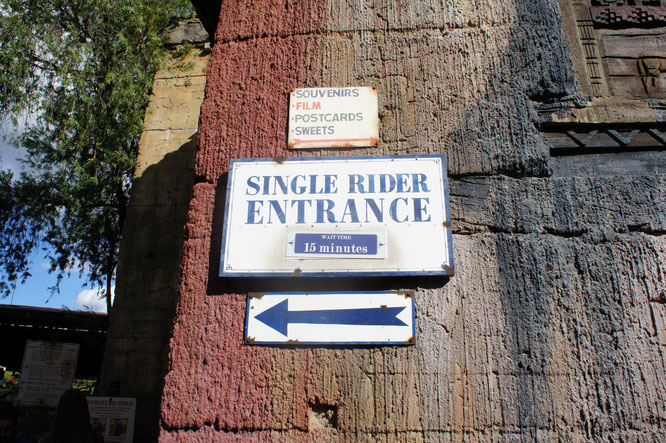 ·SOUVENIRS
·FILM
·POSTCARDS
·SWEETS
SINGLE RIDER
ENTRANCE
WAIT TIME
15 minutes